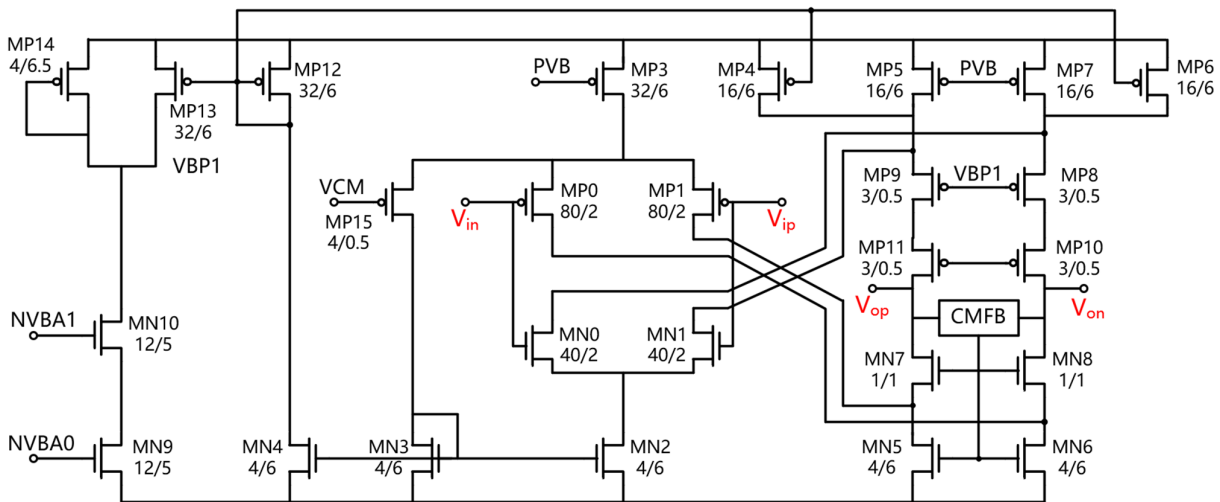 MP14
4/6.5
MP13
32/6
VBP1
MP12
32/6
PVB
MP3
32/6
MP4
16/6
MP5
16/6
PVB
MP7
16/6
MP6
16/6
VCM
MP15
4/0.5
Vin
MP0
80/2
MP1
80/2
Vip
MP9
3/0.5
VBP1
MP8
3/0.5
MP11
3/0.5
MP10
3/0.5
Vop
CMFB
Von
NVBA1
MN10
12/5
MN0
40/2
MN1
40/2
MN7
1/1
MN8
1/1
NVBA0
MN9
12/5
MN4
4/6
MN3
4/6
MN2
4/6
MN5
4/6
MN6
4/6